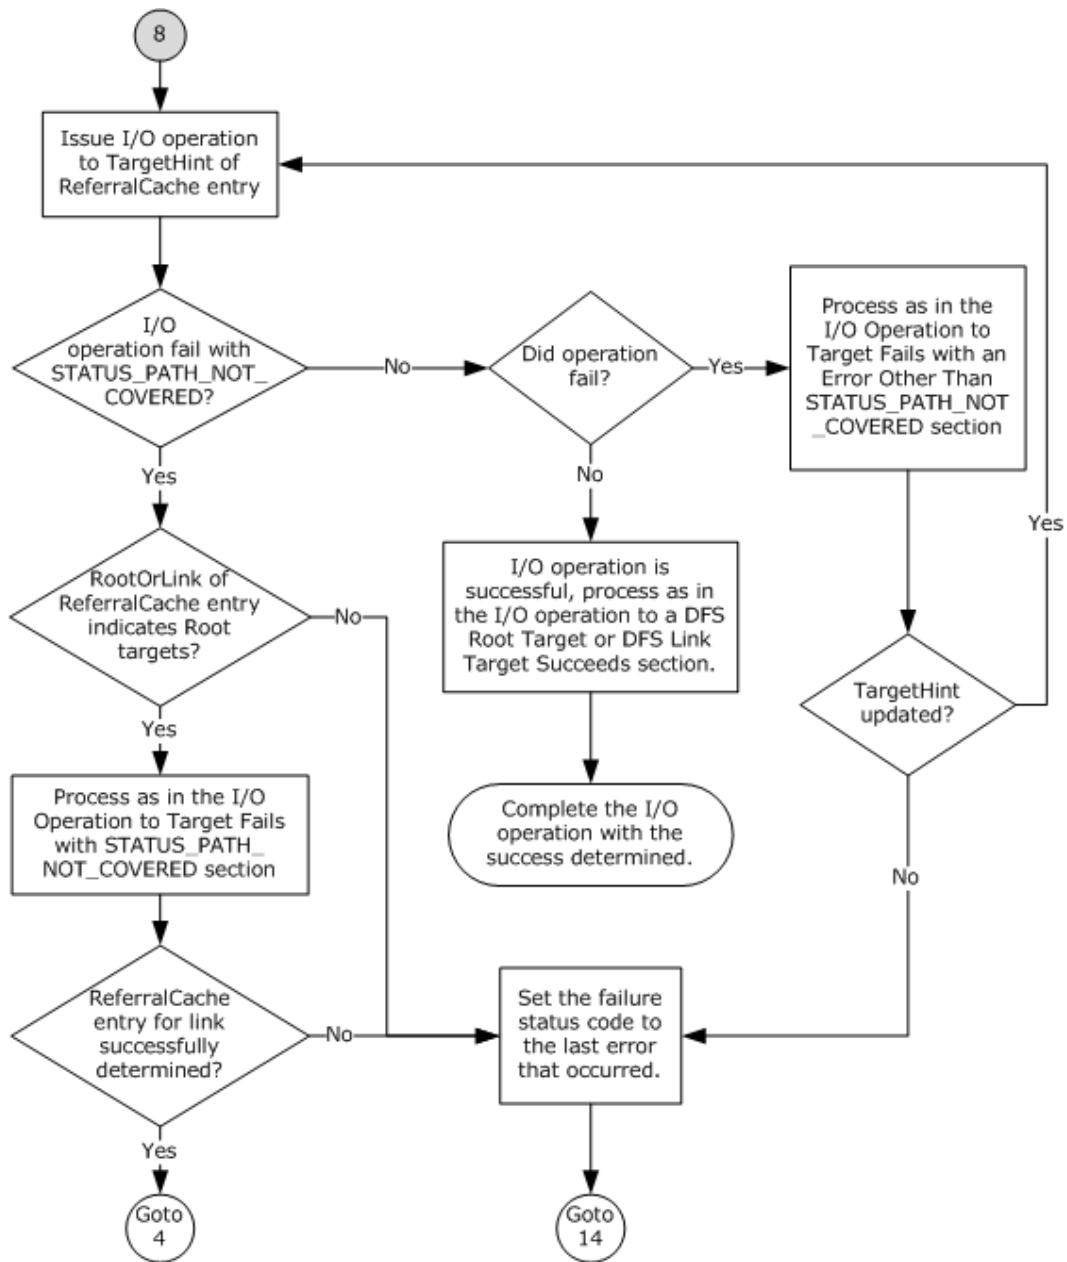 8
Issue I/O operation
to TargetHint of
ReferralCache entry
I/O
operation fail with
STATUS_PATH_NOT_
COVERED?
No
Did operation
fail?
Yes
Process as in the
I/O Operation to
Target Fails with an
Error Other Than
STATUS_PATH_NOT
_COVERED section
Yes
No
Yes
RootOrLink of
ReferralCache entry
indicates Root
targets?
No
I/O operation is
successful, process as in
the I/O operation to a DFS
Root Target or DFS Link
Target Succeeds section.
TargetHint
updated?
Yes
Process as in the I/O
Operation to Target Fails
with STATUS_PATH_
NOT_COVERED section
Complete the I/O
operation with the
success determined.
No
ReferralCache
entry for link
successfully
determined?
No
Set the failure
status code to
the last error
that occurred.
Yes
Goto
4
Goto
14